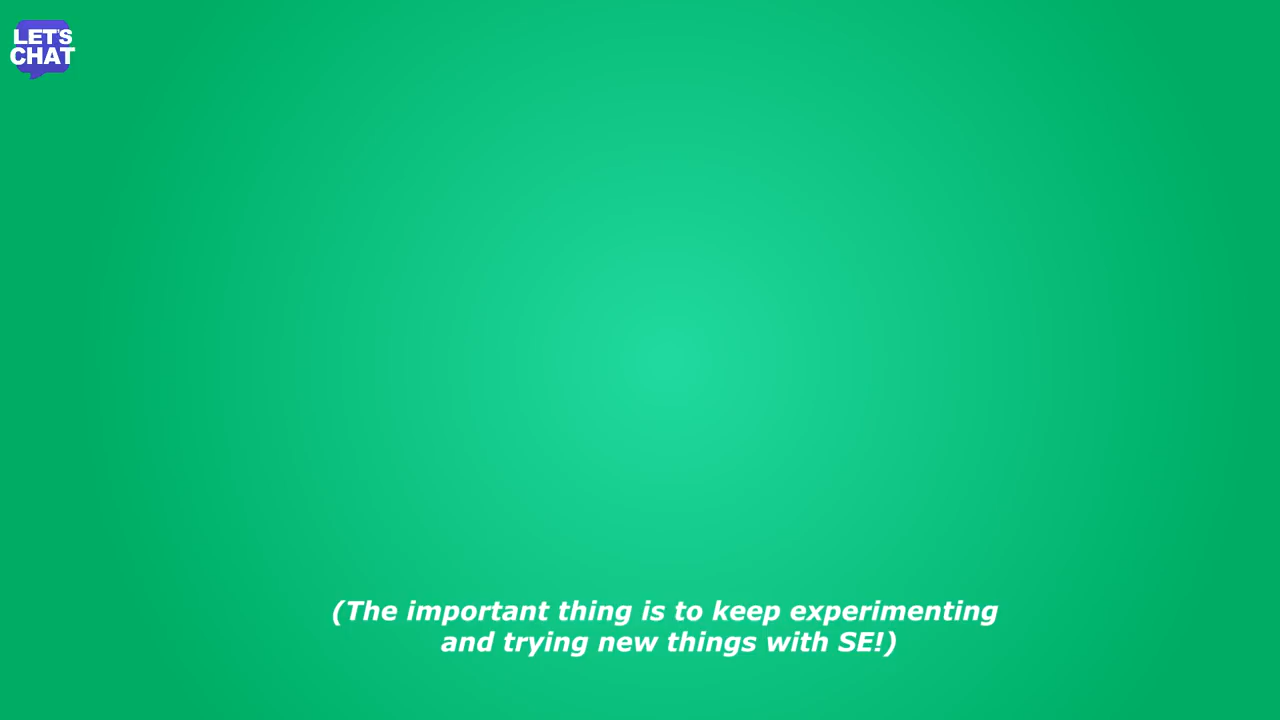 LET'S
CHAT
(The important thing is to keep experimenting
and trying new things with SE!)